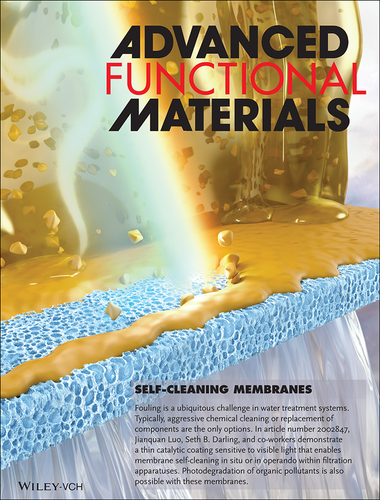 ADVANCED
FUNCTIONAL
MATERIALS
SELF-CLEANING MEMBRANES
Fouling is a ubiquitous challenge in water treatment systems.
Typically, aggressive chemical cleaning or replacement of
components are the only options. In article number 2002847,
Jianquan Luo, Seth B. Darling, and co-workers demonstrate
a thin catalytic coating sensitive to visible light that enables
membrane self-cleaning in situ or in operando within filtration
apparatuses. Photodegradation of organic pollutants is also
possible with these membranes.
WILEY-VCH